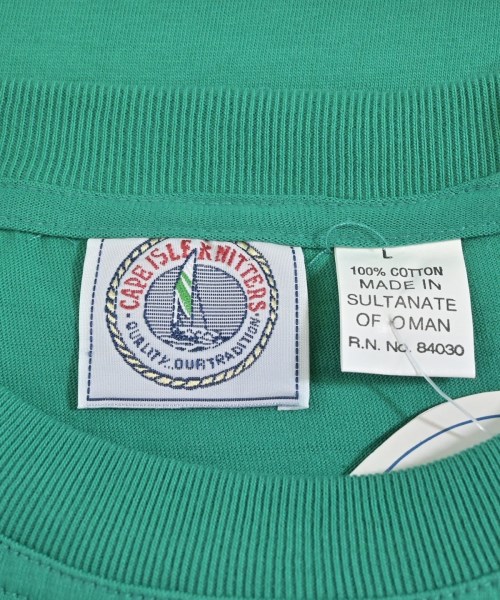 CAPE ISLE KNITTERS
· QUALITY...OUR TRADITION ·
L
100% COTTON
MADE IN
SULTANATE
OF OMAN
R.N. No. 84030